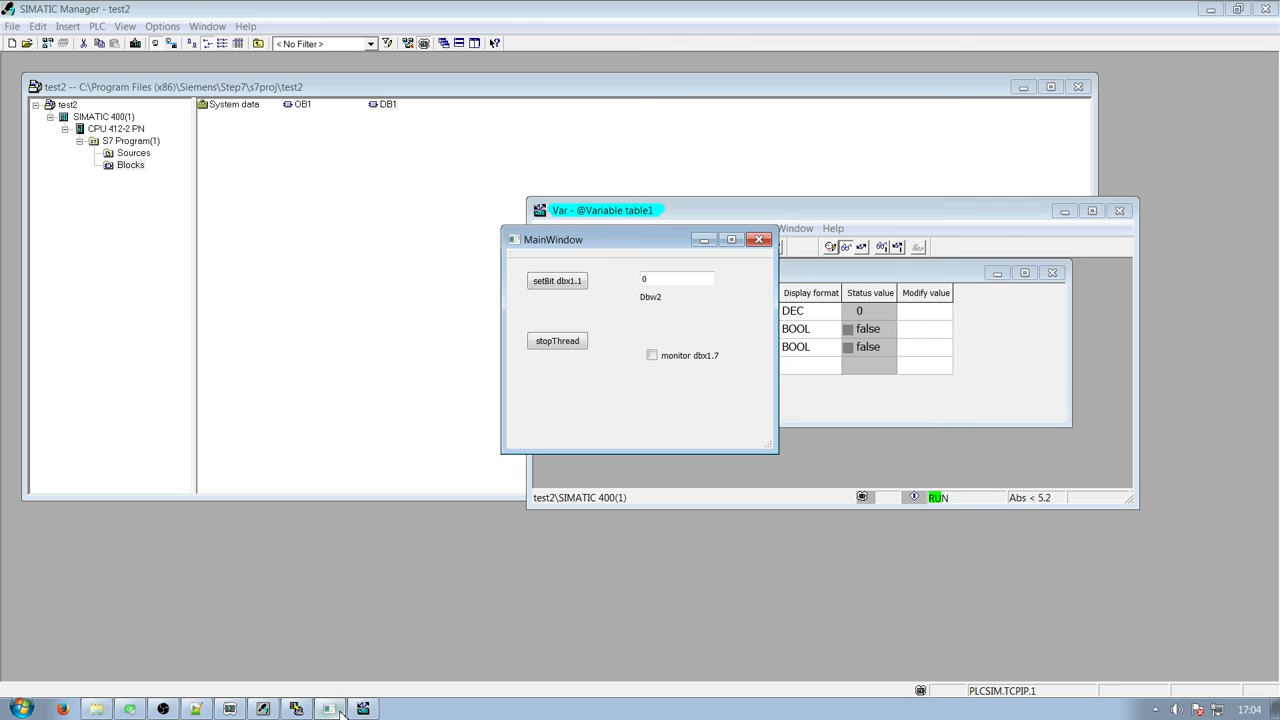 SIMATIC Manager - test2
File Edit Insert PLC View Options Window Help
< No Filter >
test2 -- C:\Program Files (x86)\Siemens\Step7\s7proj\test2
test2
SIMATIC 400(1)
CPU 412-2 PN
S7 Program(1)
Sources
Blocks
System data OB1 DB1
Var - @Variable table1
Window Help
MainWindow
setBit dbx1.1 0
Dbw2
stopThread
monitor dbx1.7
Display format Status value Modify value
DEC 0
BOOL false
BOOL false
test2\SIMATIC 400(1) RUN Abs < 5.2
PLCSIM.TCPIP.1
17:04